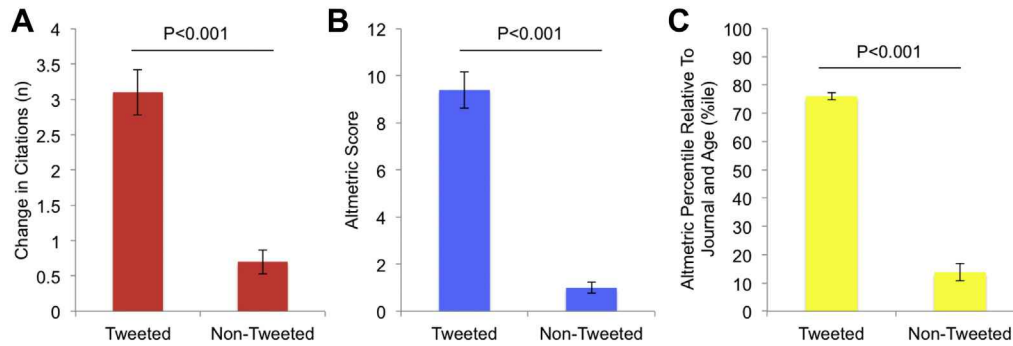 A
P<0.001
Change in Citations (n)
4
3.5
3
2.5
2
1.5
1
0.5
0
Tweeted
Non-Tweeted
B
P<0.001
Altmetric Score
12
10
8
6
4
2
0
Tweeted
Non-Tweeted
C
P<0.001
Altmetric Percentile Relative To
Journal and Age (%ile)
100
90
80
70
60
50
40
30
20
10
0
Tweeted
Non-Tweeted